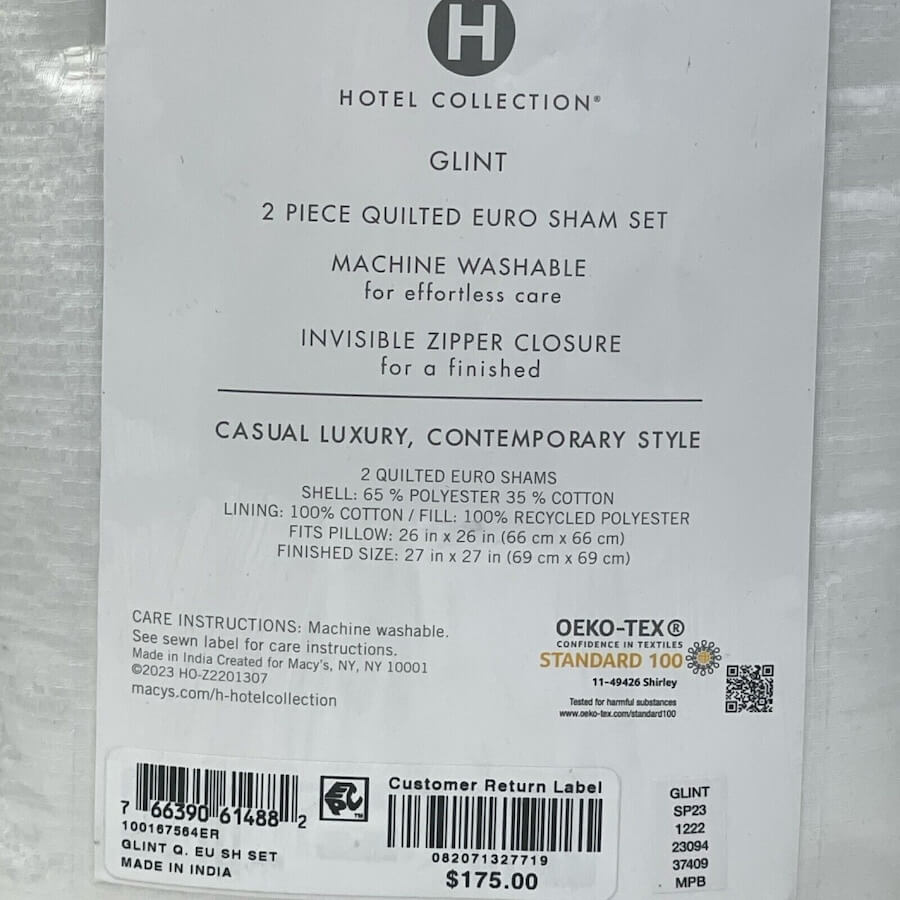 H
HOTEL COLLECTION®
GLINT
2 PIECE QUILTED EURO SHAM SET
MACHINE WASHABLE
for effortless care
INVISIBLE ZIPPER CLOSURE
for a finished
CASUAL LUXURY, CONTEMPORARY STYLE
2 QUILTED EURO SHAMS
SHELL: 65 % POLYESTER 35 % COTTON
LINING: 100% COTTON / FILL: 100% RECYCLED POLYESTER
FITS PILLOW: 26 in x 26 in (66 cm x 66 cm)
FINISHED SIZE: 27 in x 27 in (69 cm x 69 cm)
CARE INSTRUCTIONS: Machine washable.
See sewn label for care instructions.
Made in India Created for Macy's, NY, NY 10001
©2023 HO-Z2201307
macys.com/h-hotelcollection
OEKO-TEX®
CONFIDENCE IN TEXTILES
STANDARD 100
11-49426 Shirley
Tested for harmful substances
www.oeko-tex.com/standard100
7 66390 61488 2
100167564ER
GLINT Q. EU SH SET
MADE IN INDIA
EPC™
Customer Return Label
082071327719
$175.00
GLINT
SP23
1222
23094
37409
MPB